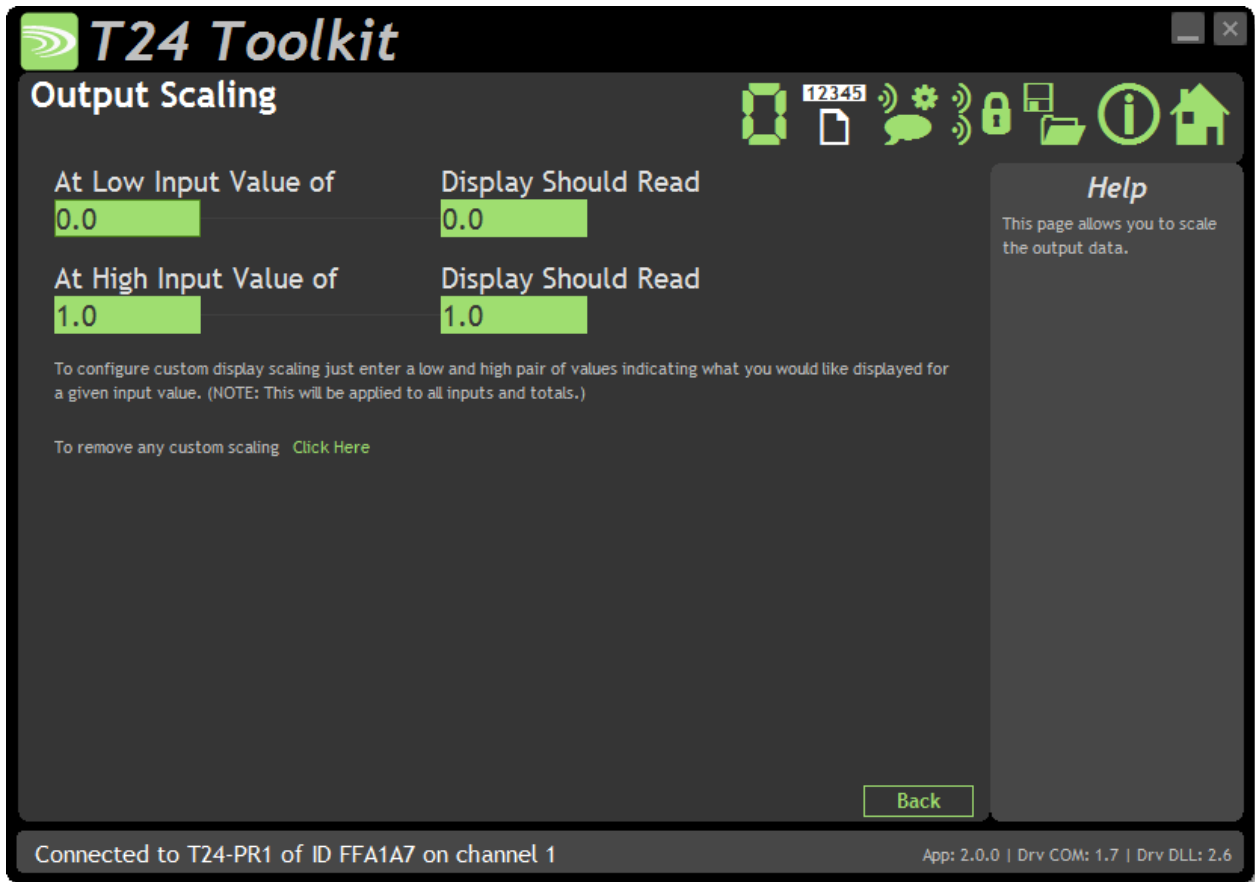 T24 Toolkit
Output Scaling
12345
At Low Input Value of
Display Should Read
0.0
0.0
At High Input Value of
Display Should Read
1.0
1.0
To configure custom display scaling just enter a low and high pair of values indicating what you would like displayed for
a given input value. (NOTE: This will be applied to all inputs and totals.)
To remove any custom scaling Click Here
Help
This page allows you to scale
the output data.
Back
Connected to T24-PR1 of ID FFA1A7 on channel 1
App: 2.0.0 | Drv COM: 1.7 | Drv DLL: 2.6